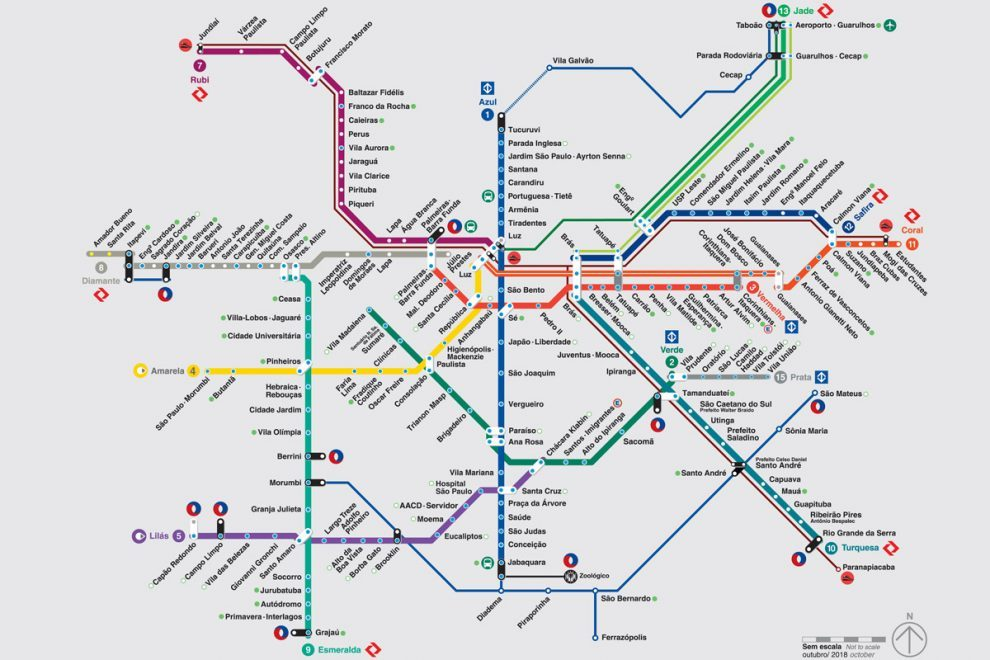 Jundiaí
Várzea
Paulista
Campo Limpo
Paulista
Botujuru
Francisco Morato
7
Rubi
Baltazar Fidélis
Franco da Rocha
Caieiras
Perus
Vila Aurora
Jaraguá
Vila Clarice
Pirituba
Piqueri
Lapa
Água Branca
Palmeiras-
Barra Funda
Vila Galvão
13 Jade
Taboão
Aeroporto - Guarulhos
Parada Rodoviária
Guarulhos - Cecap
Cecap
Azul
1
Tucuruvi
Parada Inglesa
Jardim São Paulo - Ayrton Senna
Santana
Carandiru
Portuguesa - Tietê
Armênia
Tiradentes
Luz
Engº
Goulart
USP Leste
Comendador Ermelino
São Miguel Paulista
Jardim Helena - Vila Mara
Itaim Paulista
Jardim Romano
Engº Manoel Feio
Itaquaquecetuba
Aracaré
Calmon Viana
Safira
12
Coral
11
Estudantes
Mogi das Cruzes
Braz Cubas
Jundiapeba
Suzano
Calmon Viana
Poá
Ferraz de Vasconcelos
Antonio Gianetti Neto
Guaianases
Guaianases
José Bonifácio
Dom Bosco
Corinthians-
Itaquera
Brás
Tatuapé
Amador Bueno
Santa Rita
Itapevi
Engº Cardoso
Sagrado Coração
Jandira
Jardim Silveira
Jardim Belval
Barueri
Antonio João
Santa Terezinha
Carapicuíba
Gen. Miguel Costa
Quitaúna
Com. Sampaio
Osasco
Pres. Altino
8
Diamante
Imperatriz
Leopoldina
Domingos
de Moraes
Lapa
Palmeiras-
Barra Funda
Júlio
Prestes
Luz
Mal. Deodoro
Santa Cecília
República
Anhangabaú
São Bento
Sé
Pedro II
Brás
Bresser - Mooca
Belém
Tatuapé
Carrão
Penha
Vila Matilde
Guilhermina-
Esperança
Patriarca
Artur Alvim
Corinthians-
Itaquera
3 Vermelha
Ceasa
Villa-Lobos - Jaguaré
Cidade Universitária
Pinheiros
Hebraica-
Rebouças
Cidade Jardim
Vila Olímpia
Berrini
Morumbi
Granja Julieta
Santo Amaro
Socorro
Jurubatuba
Autódromo
Primavera - Interlagos
Grajaú
9 Esmeralda
Amarela 4
São Paulo Morumbi
Butantã
Faria
Lima
Fradique
Coutinho
Oscar Freire
Paulista
Higienópolis-
Mackenzie
Vila Madalena
Sumaré
Clínicas
Consolação
Trianon - Masp
Brigadeiro
Paraíso
Ana Rosa
Chácara Klabin
Santos - Imigrantes
Alto do Ipiranga
Sacomã
Verde
2
Vila
Prudente
Oratório
São Lucas
Camilo
Haddad
Vila Tolstói
Vila União
15 Prata
Tamanduateí
Japão - Liberdade
São Joaquim
Vergueiro
Vila Mariana
Santa Cruz
Praça da Árvore
Saúde
São Judas
Conceição
Jabaquara
Zoológico
Juventus - Mooca
Ipiranga
São Caetano do Sul
Prefeito Walter Braido
Utinga
Prefeito
Saladino
Prefeito Celso Daniel
Santo André
Santo André
Capuava
Mauá
Guapituba
Ribeirão Pires
Antônio Bespalec
Rio Grande da Serra
10 Turquesa
Paranapiacaba
São Mateus
Sônia Maria
Lilás 5
Capão Redondo
Campo Limpo
Vila das Belezas
Giovanni Gronchi
Largo Treze
Adolfo
Pinheiro
Alto da
Boa Vista
Borba Gato
Brooklin
Eucaliptos
Moema
AACD - Servidor
Hospital
São Paulo
Diadema
Piraporinha
São Bernardo
Ferrazópolis
N
Sem escala Not to scale
outubro/ 2018 october